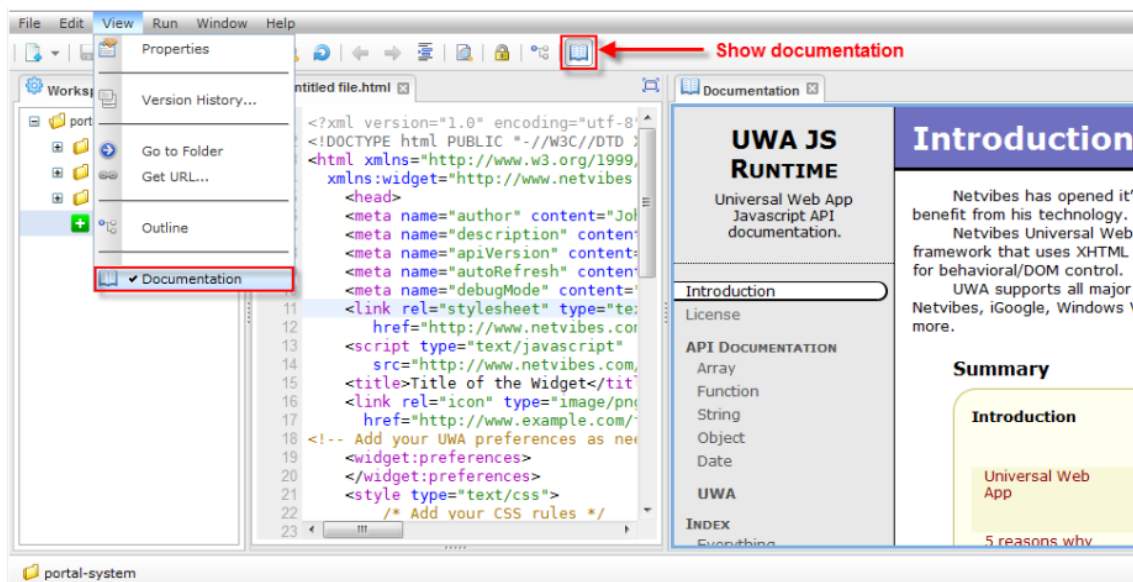 File Edit View Run Window Help
Show documentation
Properties
Version History...
Go to Folder
Get URL...
Outline
✔ Documentation
Worksp
port
ntitled file.html
<?xml version="1.0" encoding="utf-8"
<!DOCTYPE html PUBLIC "-//W3C//DTD
<html xmlns="http://www.w3.org/1999/
xmlns:widget="http://www.netvibes
<head>
<meta name="author" content="Joh
<meta name="description" content
<meta name="apiVersion" content=
<meta name="autoRefresh" content
10 <meta name="debugMode" content="
11 <link rel="stylesheet" type="te
12 href="http://www.netvibes.com
13 <script type="text/javascript"
14 src="http://www.netvibes.com/
15 <title>Title of the Widget</titl
16 <link rel="icon" type="image/png
17 href="http://www.example.com/
18 <!-- Add your UWA preferences as nee
19 <widget:preferences>
20 </widget:preferences>
21 <style type="text/css">
22 /* Add your CSS rules */
23
Documentation
UWA JS
RUNTIME
Universal Web App
Javascript API
documentation.
Introduction
License
API DOCUMENTATION
Array
Function
String
Object
Date
UWA
INDEX
Everything
Introduction
Netvibes has opened it'
benefit from his technology.
Netvibes Universal Web
framework that uses XHTML
for behavioral/DOM control.
UWA supports all major
Netvibes, iGoogle, Windows V
more.
Summary
Introduction
Universal Web
App
5 reasons why
portal-system